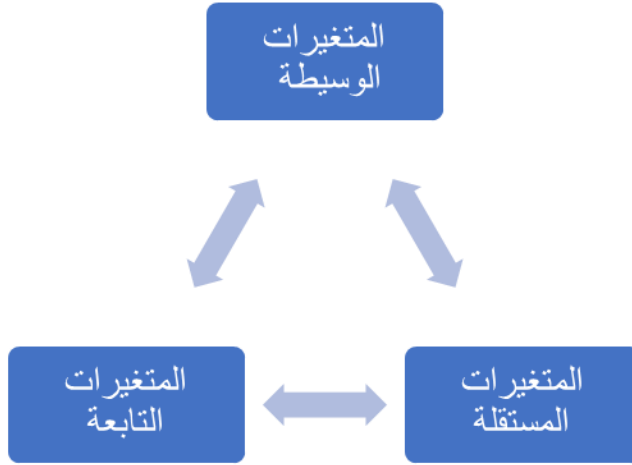 المتغيرات
الوسيطة
المتغيرات
المستقلة
المتغيرات
التابعة